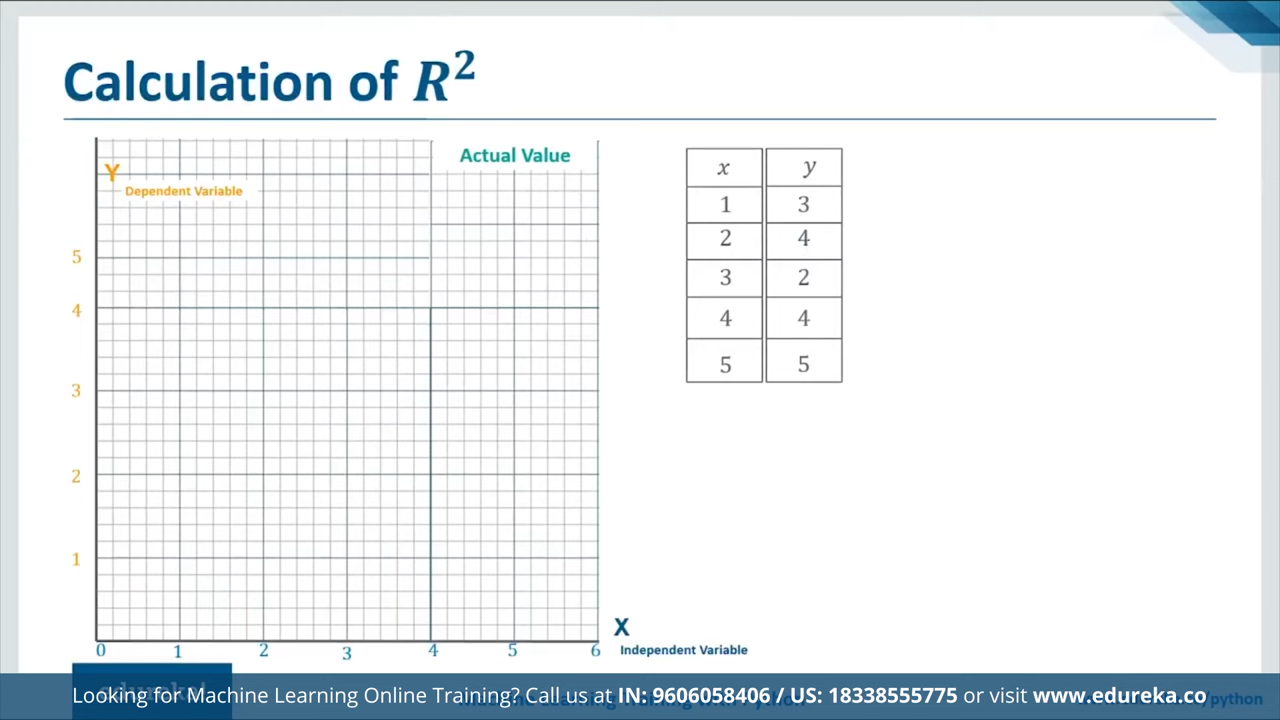 Calculation of R²
Actual Value
Y
Dependent Variable
5
4
3
2
1
0 1 2 3 4 5 6
X
Independent Variable
x y
1 3
2 4
3 2
4 4
5 5
Looking for Machine Learning Online Training? Call us at IN: 9606058406 / US: 18338555775 or visit www.edureka.co